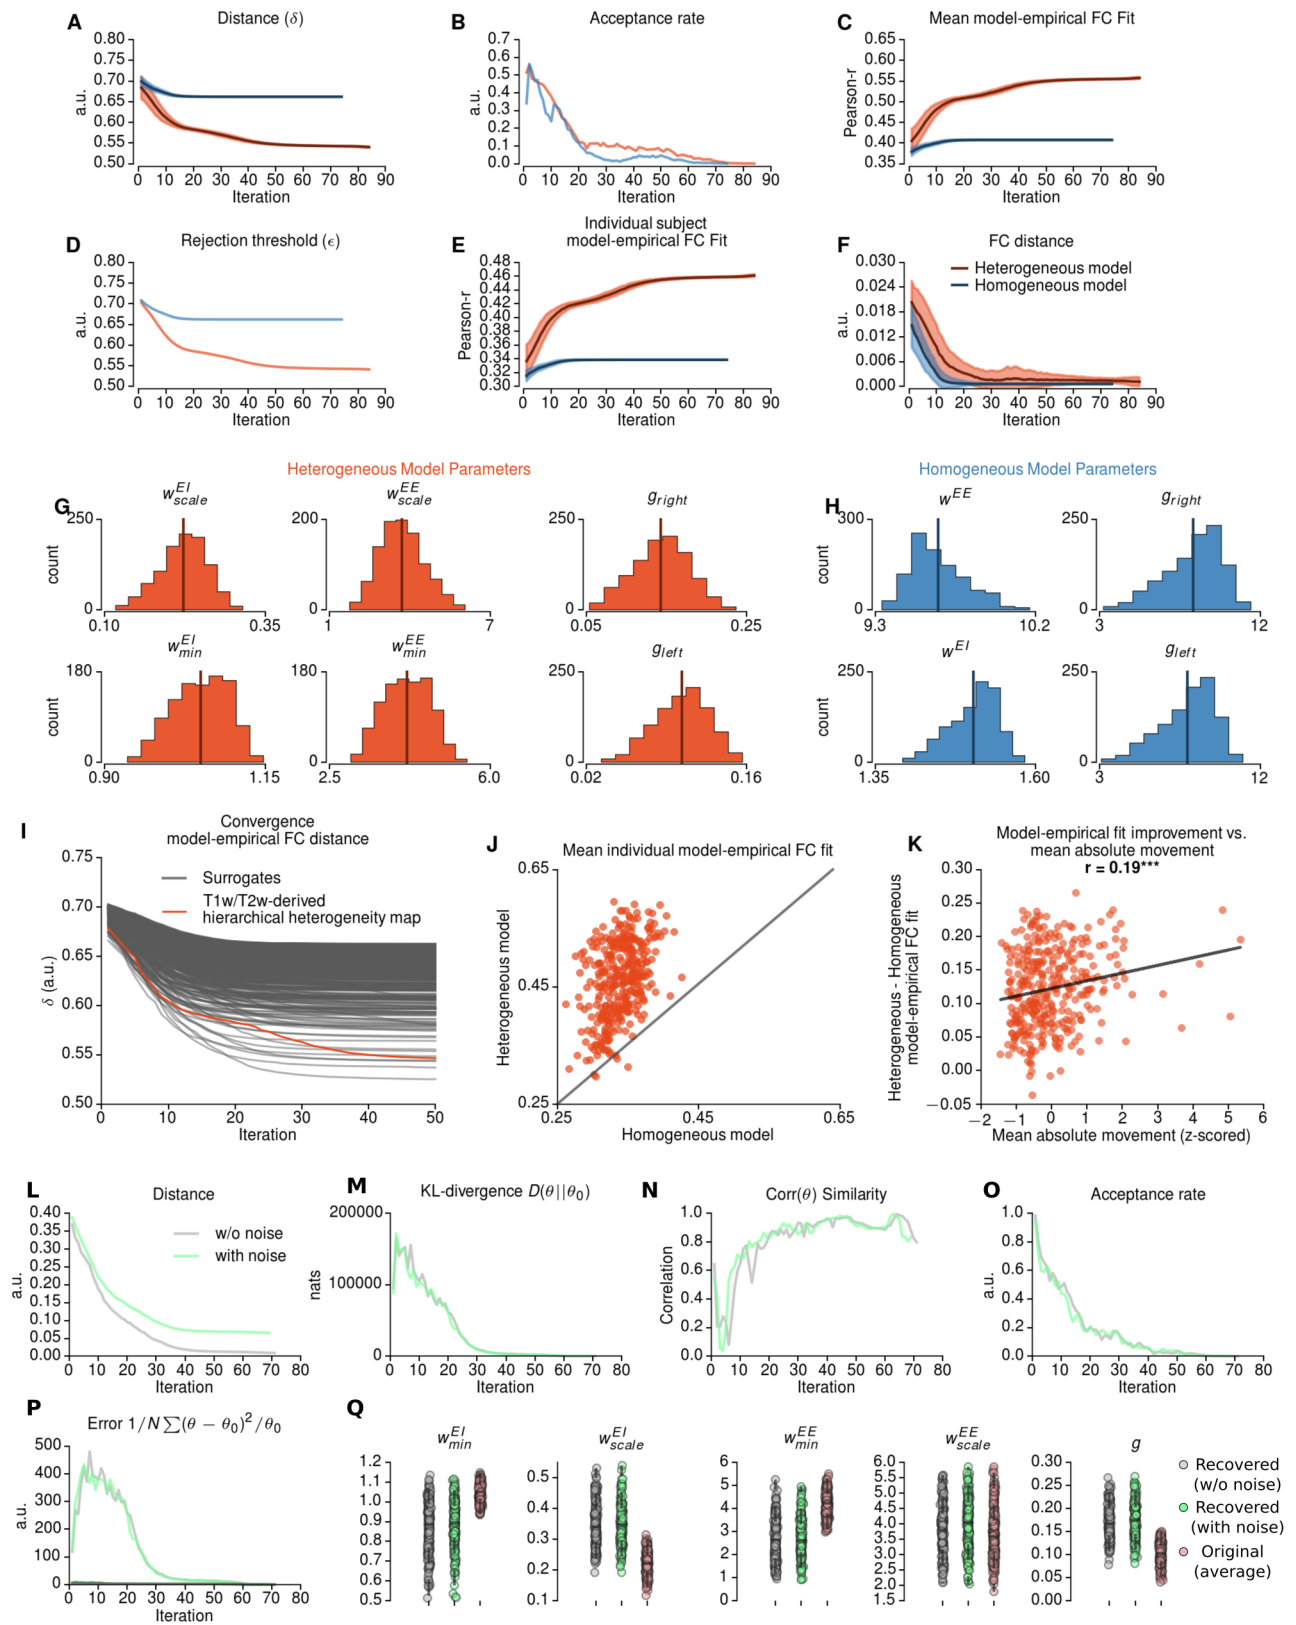 A
Distance (δ)
0.80
0.75
0.70
0.65
0.60
0.55
0.50
a.u.
0 10 20 30 40 50 60 70 80 90
Iteration
B
Acceptance rate
0.7
0.6
0.5
0.4
0.3
0.2
0.1
0.0
a.u.
0 10 20 30 40 50 60 70 80 90
Iteration
C
Mean model-empirical FC Fit
0.65
0.60
0.55
0.50
0.45
0.40
0.35
Pearson-r
0 10 20 30 40 50 60 70 80 90
Iteration
D
Rejection threshold (ϵ)
0.80
0.75
0.70
0.65
0.60
0.55
0.50
a.u.
0 10 20 30 40 50 60 70 80 90
Iteration
E
Individual subject
model-empirical FC Fit
0.48
0.46
0.44
0.42
0.40
0.38
0.36
0.34
0.32
0.30
Pearson-r
0 10 20 30 40 50 60 70 80 90
Iteration
F
FC distance
Heterogeneous model
Homogeneous model
0.030
0.024
0.018
0.012
0.006
0.000
a.u.
0 10 20 30 40 50 60 70 80 90
Iteration
Heterogeneous Model Parameters
G
w^{EI}_{scale}
250
0
count
0.10 0.35
w^{EE}_{scale}
200
0
1 7
g_{right}
250
0
0.05 0.25
w^{EI}_{min}
180
0
count
0.90 1.15
w^{EE}_{min}
180
0
2.5 6.0
g_{left}
250
0
0.02 0.16
Homogeneous Model Parameters
H
w^{EE}
300
0
count
9.3 10.2
g_{right}
250
0
3 12
w^{EI}
250
0
count
1.35 1.60
g_{left}
250
0
3 12
I
Convergence
model-empirical FC distance
Surrogates
T1w/T2w-derived
hierarchical heterogeneity map
0.75
0.70
0.65
0.60
0.55
0.50
δ (a.u.)
0 10 20 30 40 50
Iteration
J
Mean individual model-empirical FC fit
0.65
0.45
0.25
Heterogeneous model
0.25 0.45 0.65
Homogeneous model
K
Model-empirical fit improvement vs.
mean absolute movement
r = 0.19***
0.30
0.25
0.20
0.15
0.10
0.05
0.00
−0.05
Heterogeneous - Homogeneous
model-empirical FC fit
−2 −1 0 1 2 3 4 5 6
Mean absolute movement (z-scored)
L
Distance
w/o noise
with noise
0.40
0.35
0.30
0.25
0.20
0.15
0.10
0.05
0.00
a.u.
0 10 20 30 40 50 60 70 80
Iteration
M
KL-divergence D(θ||θ₀)
200000
100000
0
nats
0 10 20 30 40 50 60 70 80
Iteration
N
Corr(θ) Similarity
1.0
0.8
0.6
0.4
0.2
0.0
Correlation
0 10 20 30 40 50 60 70 80
Iteration
O
Acceptance rate
1.0
0.8
0.6
0.4
0.2
0.0
a.u.
0 10 20 30 40 50 60 70 80
Iteration
P
Error 1/N ∑(θ − θ₀)²/θ₀
500
400
300
200
100
0
a.u.
0 10 20 30 40 50 60 70 80
Iteration
Q
w^{EI}_{min}
1.2
1.1
1.0
0.9
0.8
0.7
0.6
0.5
w^{EI}_{scale}
0.5
0.4
0.3
0.2
0.1
w^{EE}_{min}
6
5
4
3
2
1
0
w^{EE}_{scale}
6.0
5.5
5.0
4.5
4.0
3.5
3.0
2.5
2.0
1.5
g
0.30
0.25
0.20
0.15
0.10
0.05
0.00
Recovered
(w/o noise)
Recovered
(with noise)
Original
(average)